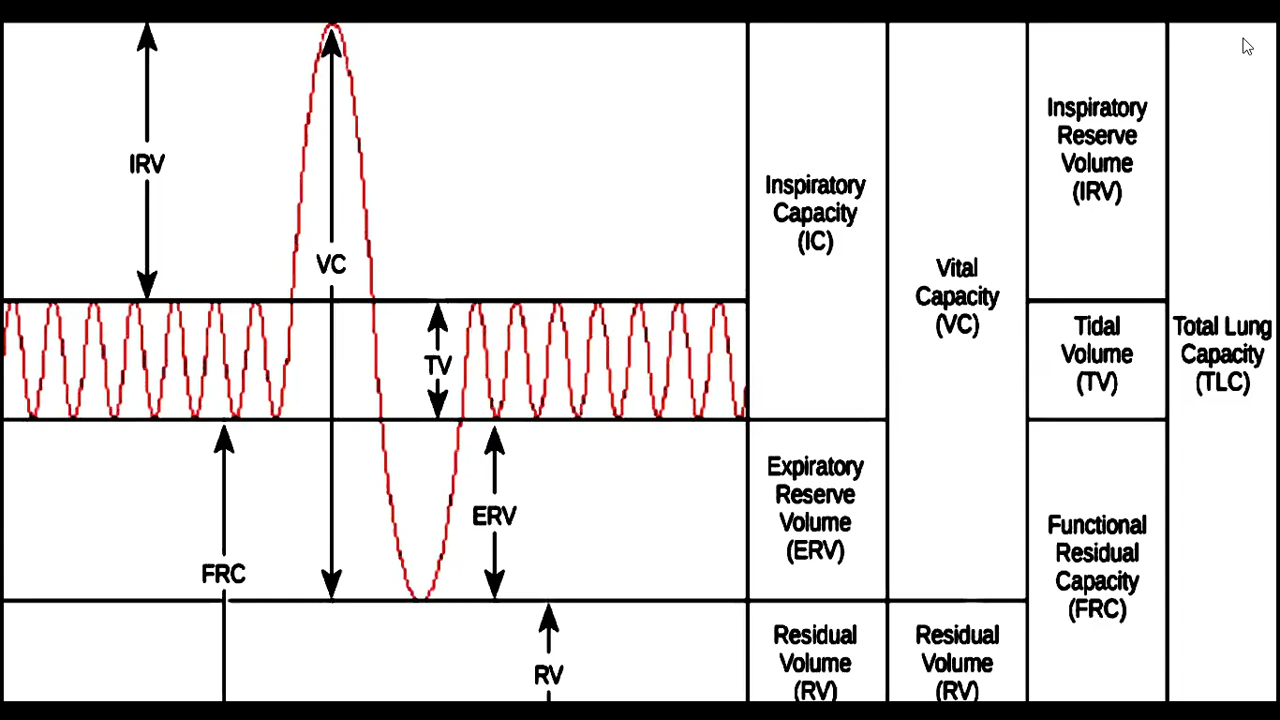 IRV
VC
TV
ERV
FRC
RV
Inspiratory
Capacity
(IC)
Expiratory
Reserve
Volume
(ERV)
Residual
Volume
(RV)
Vital
Capacity
(VC)
Residual
Volume
(RV)
Inspiratory
Reserve
Volume
(IRV)
Tidal
Volume
(TV)
Functional
Residual
Capacity
(FRC)
Total Lung
Capacity
(TLC)